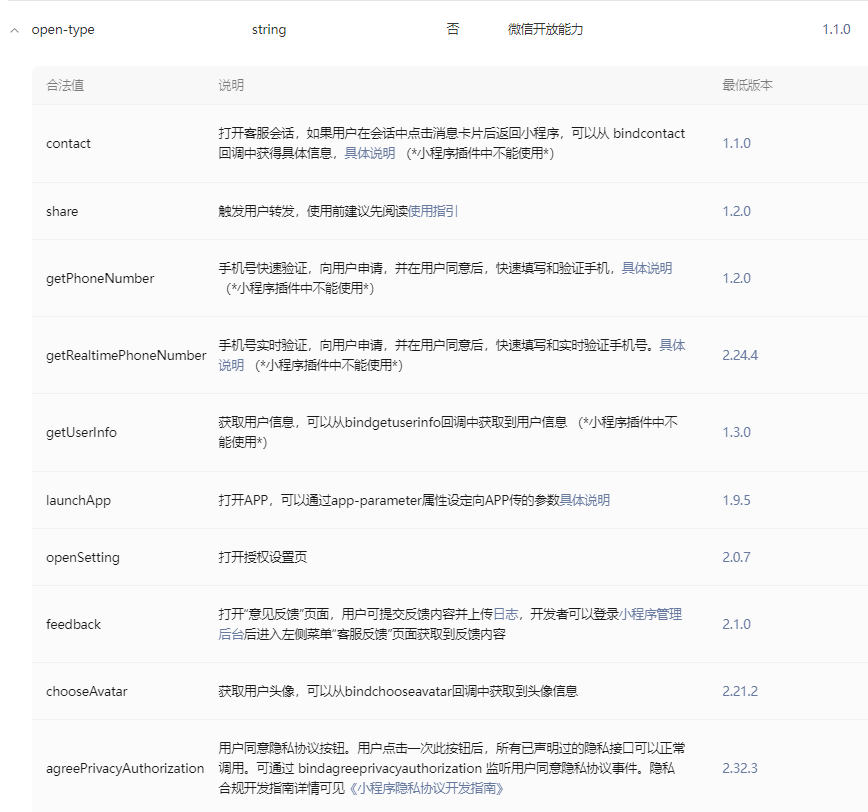 open-type string 否 微信开放能力 1.1.0
合法值 说明 最低版本
contact 打开客服会话，如果用户在会话中点击消息卡片后返回小程序，可以从 bindcontact
回调中获得具体信息，具体说明 （*小程序插件中不能使用*） 1.1.0
share 触发用户转发，使用前建议先阅读使用指引 1.2.0
getPhoneNumber 手机号快速验证，向用户申请，并在用户同意后，快速填写和验证手机，具体说明
（*小程序插件中不能使用*） 1.2.0
getRealtimePhoneNumber 手机号实时验证，向用户申请，并在用户同意后，快速填写和实时验证手机号。具体
说明 （*小程序插件中不能使用*） 2.24.4
getUserInfo 获取用户信息，可以从bindgetuserinfo回调中获取到用户信息 （*小程序插件中不
能使用*） 1.3.0
launchApp 打开APP，可以通过app-parameter属性设定向APP传的参数具体说明 1.9.5
openSetting 打开授权设置页 2.0.7
feedback 打开“意见反馈”页面，用户可提交反馈内容并上传日志，开发者可以登录小程序管理
后台后进入左侧菜单“客服反馈”页面获取到反馈内容 2.1.0
chooseAvatar 获取用户头像，可以从bindchooseavatar回调中获取到头像信息 2.21.2
agreePrivacyAuthorization 用户同意隐私协议按钮。用户点击一次此按钮后，所有已声明过的隐私接口可以正常
调用。可通过 bindagreeprivacyauthorization 监听用户同意隐私协议事件。隐私
合规开发指南详情可见《小程序隐私协议开发指南》 2.32.3